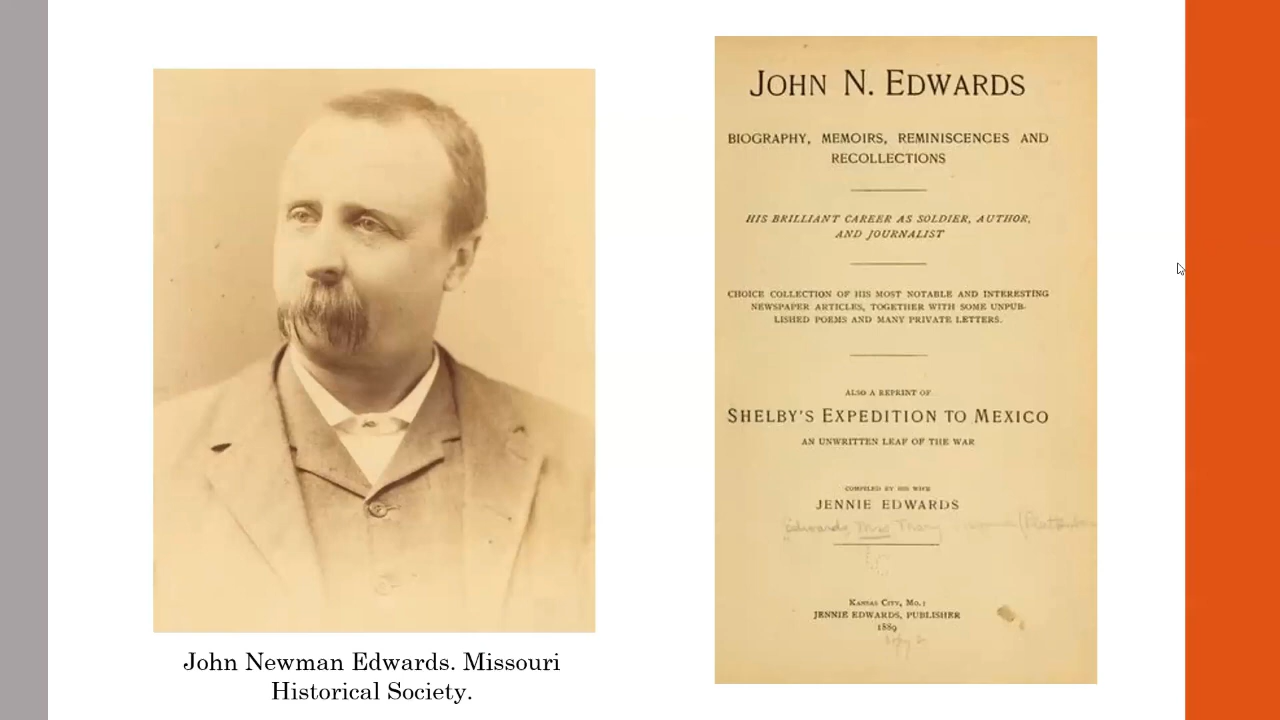 John Newman Edwards. Missouri
Historical Society.
JOHN N. EDWARDS
BIOGRAPHY, MEMOIRS, REMINISCENCES AND
RECOLLECTIONS
HIS BRILLIANT CAREER AS SOLDIER, AUTHOR,
AND JOURNALIST
CHOICE COLLECTION OF HIS MOST NOTABLE AND INTERESTING
NEWSPAPER ARTICLES, TOGETHER WITH SOME UNPUB-
LISHED POEMS AND MANY PRIVATE LETTERS.
ALSO A REPRINT OF
SHELBY'S EXPEDITION TO MEXICO
AN UNWRITTEN LEAF OF THE WAR
COMPILED BY HIS WIFE
JENNIE EDWARDS
Edwards, Mrs Mary
KANSAS CITY, MO.:
JENNIE EDWARDS, PUBLISHER
1889